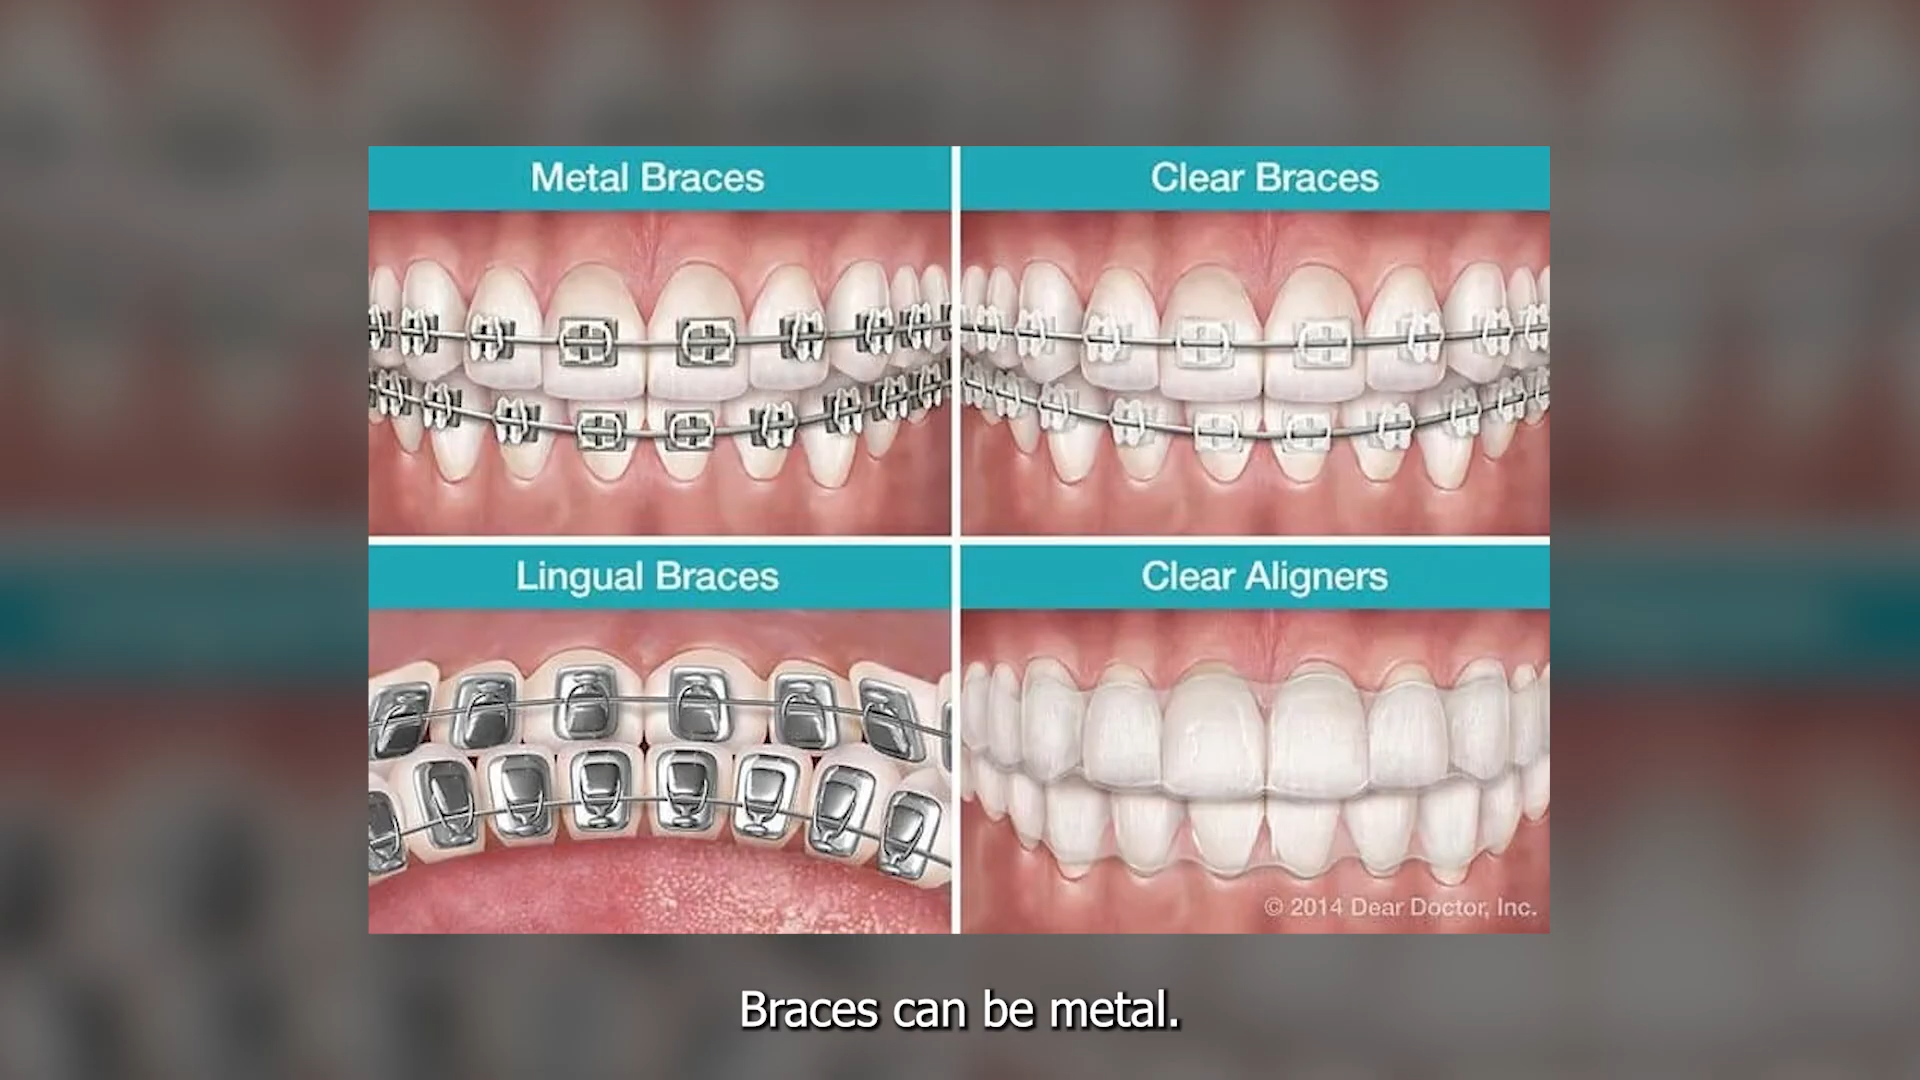 Metal Braces
Clear Braces
Lingual Braces
Clear Aligners
© 2014 Dear Doctor, Inc.
Braces can be metal.